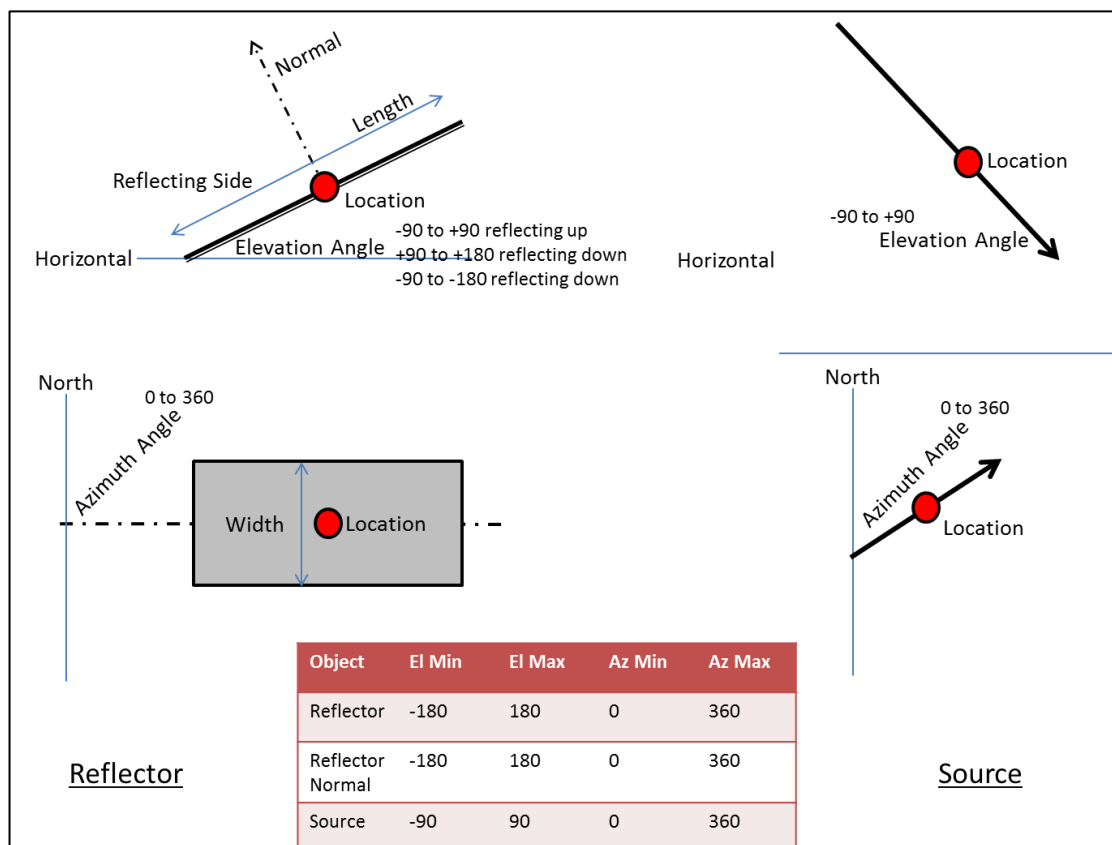 Normal
Length
Reflecting Side
Location
Elevation Angle
-90 to +90 reflecting up
+90 to +180 reflecting down
-90 to -180 reflecting down
Horizontal
Location
-90 to +90
Elevation Angle
Horizontal
North
0 to 360
Azimuth Angle
Width
Location
North
0 to 360
Azimuth Angle
Location
Object El Min El Max Az Min Az Max
Reflector -180 180 0 360
Reflector Normal -180 180 0 360
Source -90 90 0 360
Reflector
Source